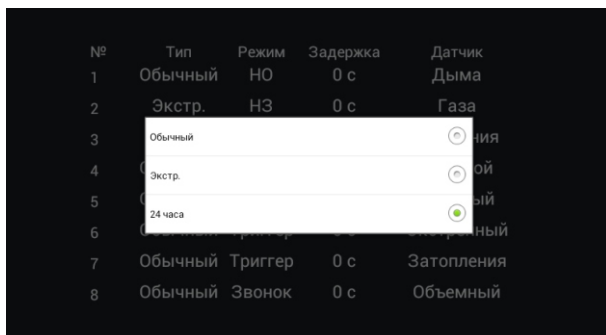 № Тип Режим Задержка Датчик
1 Обычный НО 0 с Дыма
2 Экстр. НЗ 0 с Газа
3
Обычный
4
Экстр.
5
24 часа
6
7 Обычный Триггер 0 с Затопления
8 Обычный Звонок 0 с Объемный